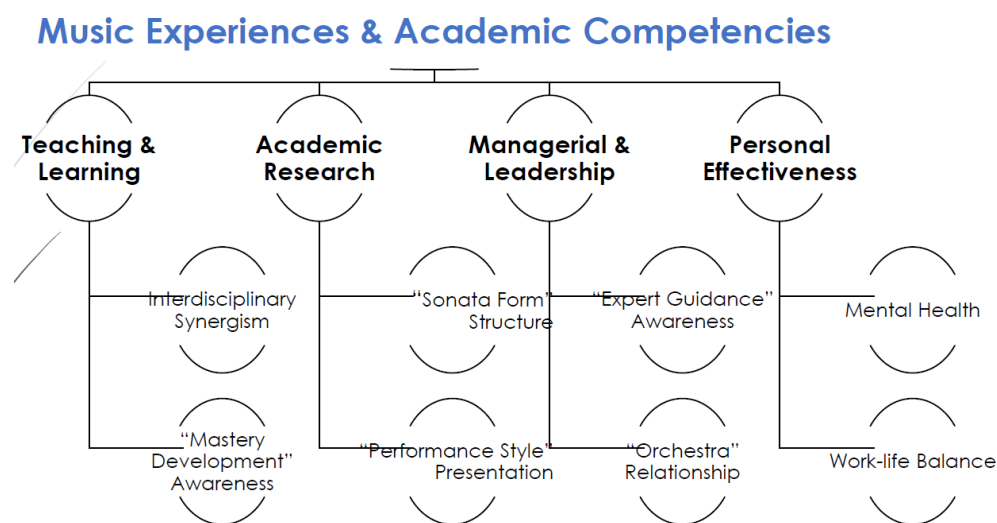 Music Experiences & Academic Competencies
Teaching &
Learning
Academic
Research
Managerial &
Leadership
Personal
Effectiveness
Interdisciplinary
Synergism
“Sonata Form”
Structure
“Expert Guidance”
Awareness
Mental Health
“Mastery
Development”
Awareness
“Performance Style”
Presentation
“Orchestra”
Relationship
Work-life Balance